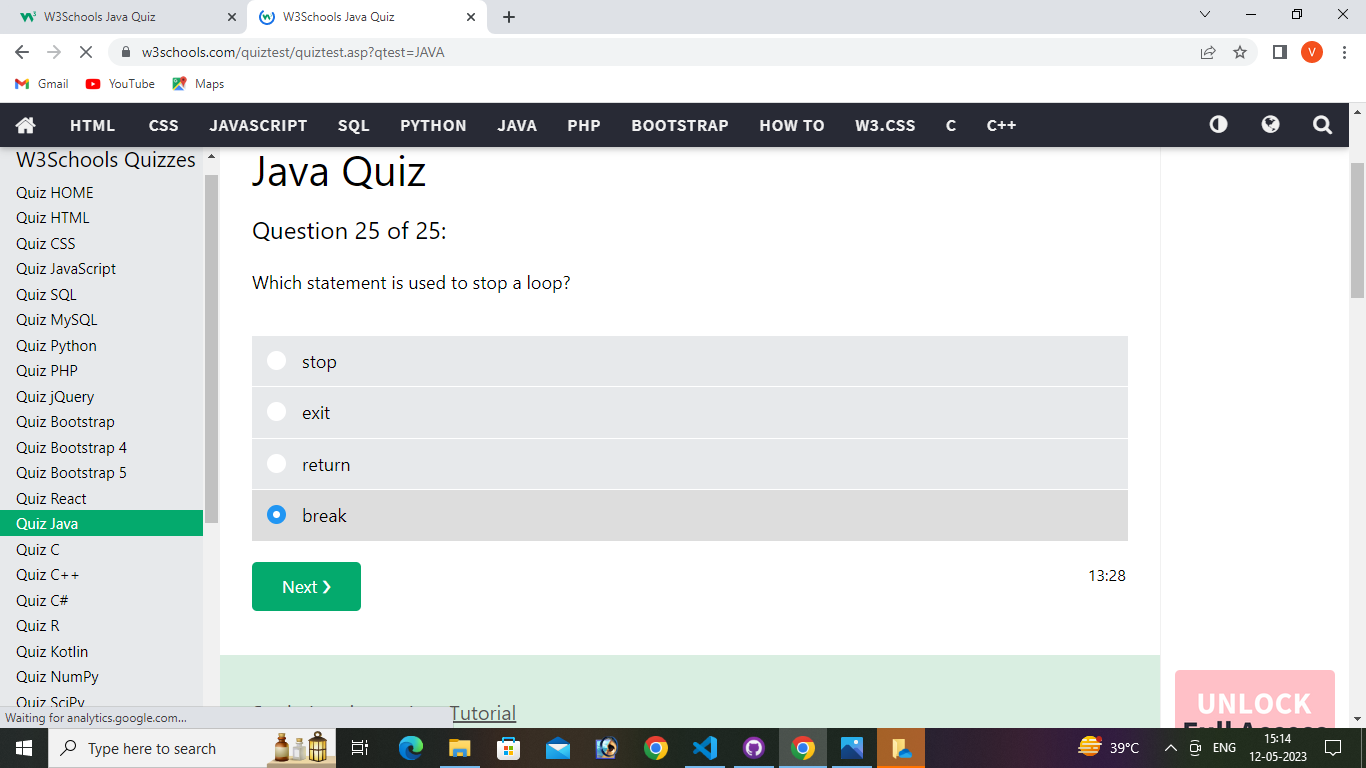 W3Schools Java Quiz
W3Schools Java Quiz
w3schools.com/quiztest/quiztest.asp?qtest=JAVA
V
Gmail YouTube Maps
HTML CSS JAVASCRIPT SQL PYTHON JAVA PHP BOOTSTRAP HOW TO W3.CSS C C++
W3Schools Quizzes
Quiz HOME
Quiz HTML
Quiz CSS
Quiz JavaScript
Quiz SQL
Quiz MySQL
Quiz Python
Quiz PHP
Quiz jQuery
Quiz Bootstrap
Quiz Bootstrap 4
Quiz Bootstrap 5
Quiz React
Quiz Java
Quiz C
Quiz C++
Quiz C#
Quiz R
Quiz Kotlin
Quiz NumPy
Quiz SciPy
Java Quiz
Question 25 of 25:
Which statement is used to stop a loop?
stop
exit
return
break
Next ❯
13:28
Tutorial
UNLOCK
Full Access
Waiting for analytics.google.com...
Type here to search
39°C
ENG
15:14
12-05-2023